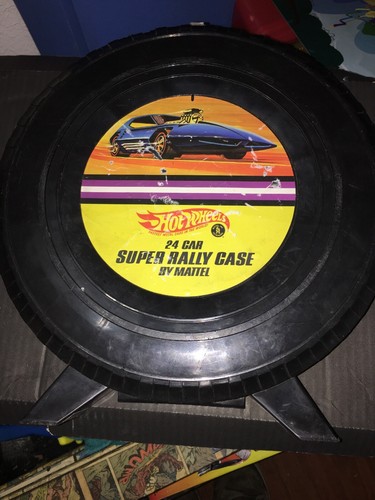 Hot Wheels
24 CAR
SUPER RALLY CASE
BY MATTEL